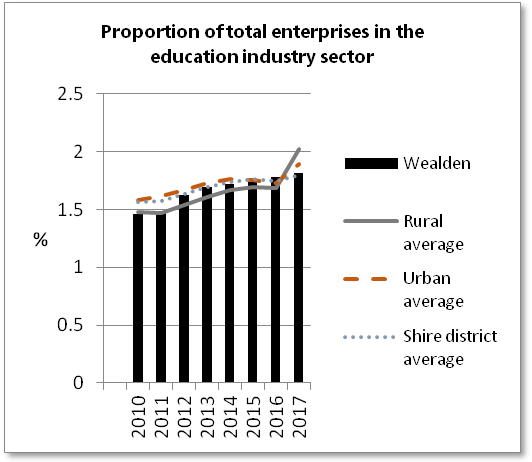 Proportion of total enterprises in the
education industry sector
2.5
2
1.5
1
0.5
0
%
2010
2011
2012
2013
2014
2015
2016
2017
Wealden
Rural
average
Urban
average
Shire district
average